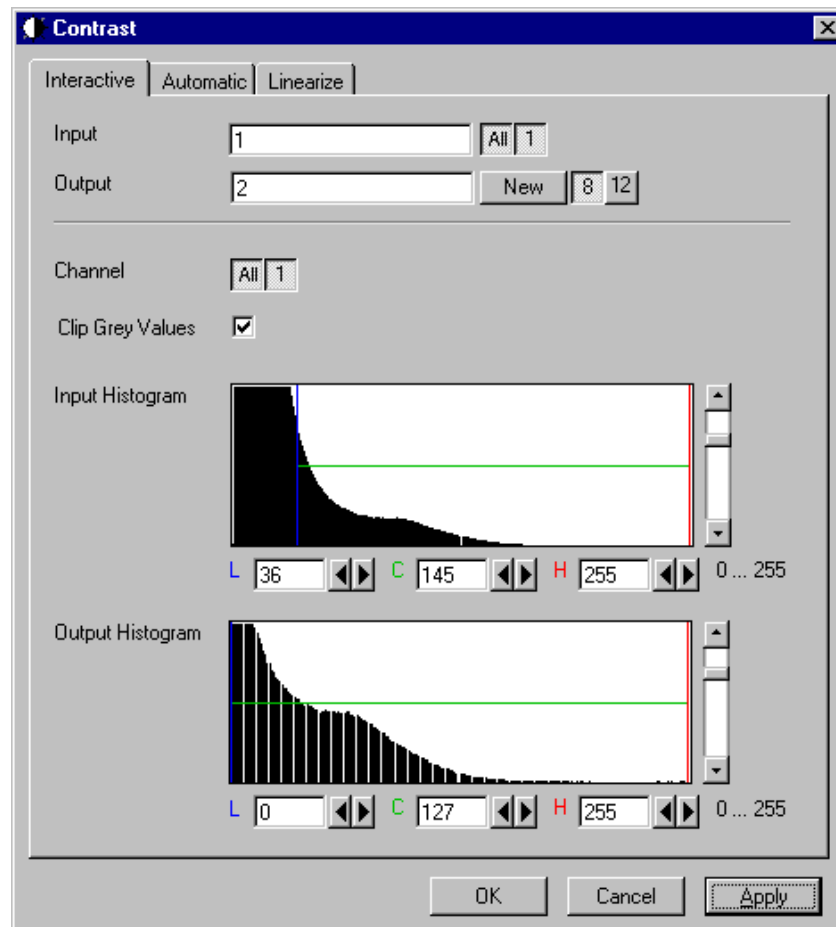 Contrast
Interactive Automatic Linearize
Input 1 All 1
Output 2 New 8 12
Channel All 1
Clip Grey Values
Input Histogram
L 36 C 145 H 255 0 ... 255
Output Histogram
L 0 C 127 H 255 0 ... 255
OK Cancel Apply